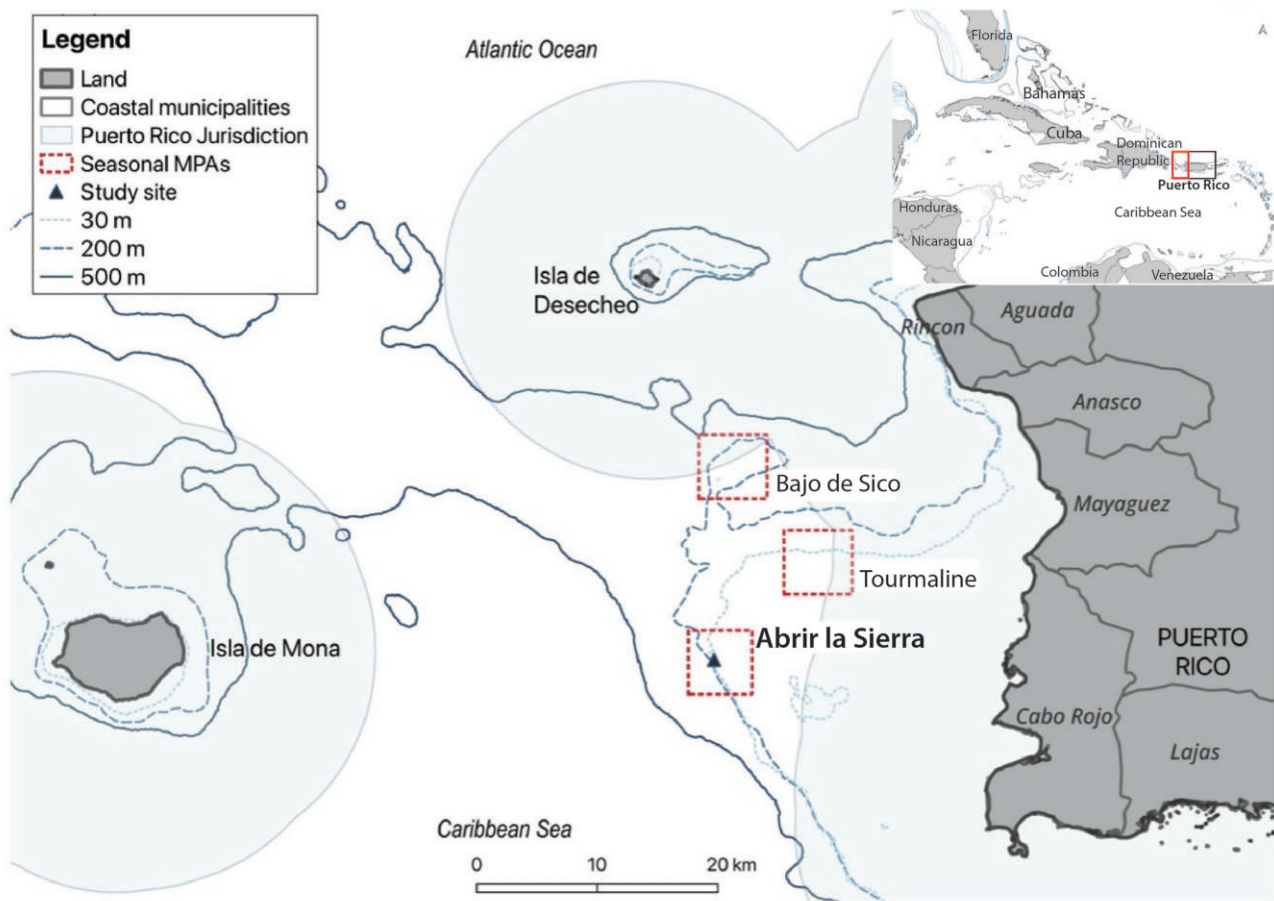 Legend
Land
Coastal municipalities
Puerto Rico Jurisdiction
Seasonal MPAs
Study site
30 m
200 m
500 m
Atlantic Ocean
A
Florida
Bahamas
Cuba
Dominican
Republic
Puerto Rico
Caribbean Sea
Honduras
Nicaragua
Colombia
Venezuela
Isla de
Desecheo
Rincon
Aguada
Anasco
Bajo de Sico
Mayaguez
Tourmaline
Abrir la Sierra
Isla de Mona
PUERTO
RICO
Cabo Rojo
Lajas
Caribbean Sea
0 10 20 km